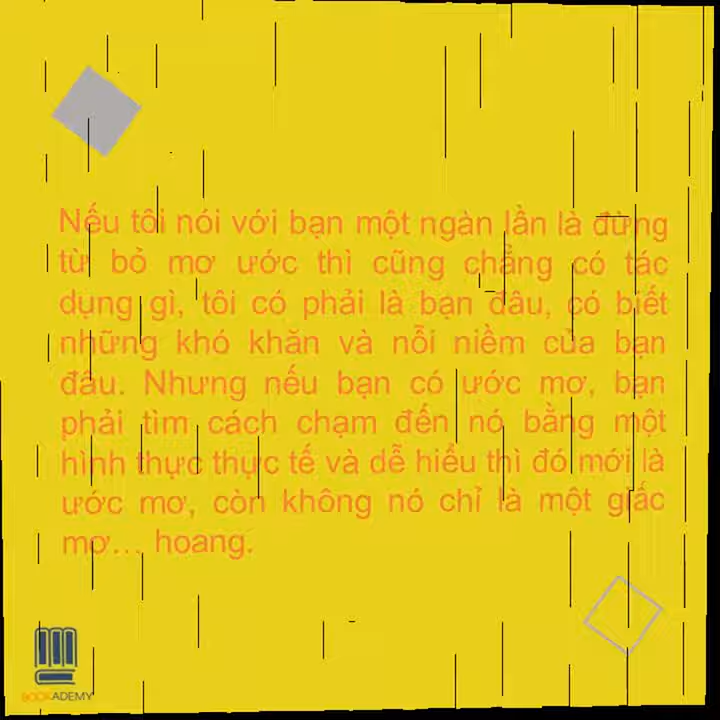 Nếu tôi nói với bạn một ngàn lần là đừng
từ bỏ mơ ước thì cũng chẳng có tác
dụng gì, tôi có phải là bạn đâu, có biết
những khó khăn và nỗi niềm của bạn
đâu. Nhưng nếu bạn có ước mơ, bạn
phải tìm cách chạm đến nó bằng một
hình thực thực tế và dễ hiểu thì đó mới là
ước mơ, còn không nó chỉ là một giấc
mơ... hoang.
BOOKADEMY